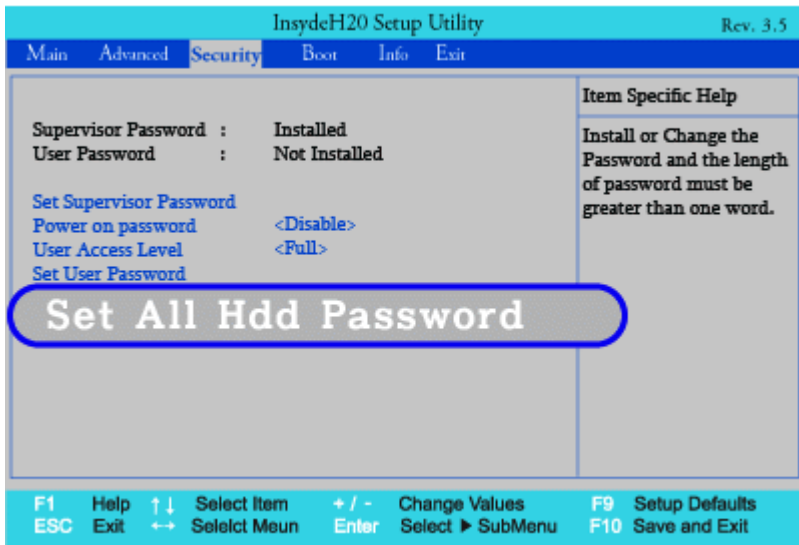 InsydeH20 Setup Utility Rev. 3.5
Main Advanced Security Boot Info Exit
Item Specific Help
Supervisor Password : Installed
User Password : Not Installed
Install or Change the
Password and the length
of password must be
greater than one word.
Set Supervisor Password
Power on password <Disable>
User Access Level <Full>
Set User Password
Set All Hdd Password
F1 Help ↑↓ Select Item + / - Change Values F9 Setup Defaults
ESC Exit ↔ Selelct Meun Enter Select ▶ SubMenu F10 Save and Exit